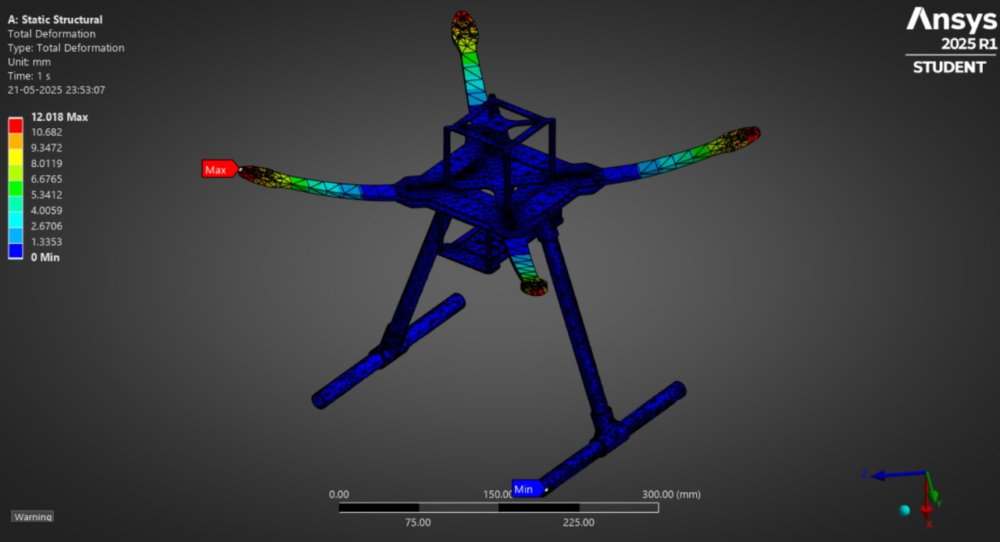 A: Static Structural
Total Deformation
Type: Total Deformation
Unit: mm
Time: 1 s
21-05-2025 23:53:07
12.018 Max
10.682
9.3472
8.0119
6.6765
5.3412
4.0059
2.6706
1.3353
0 Min
Ansys
2025 R1
STUDENT
Max
Min
0.00
150.00
300.00 (mm)
75.00
225.00
Z
Y
X
Warning